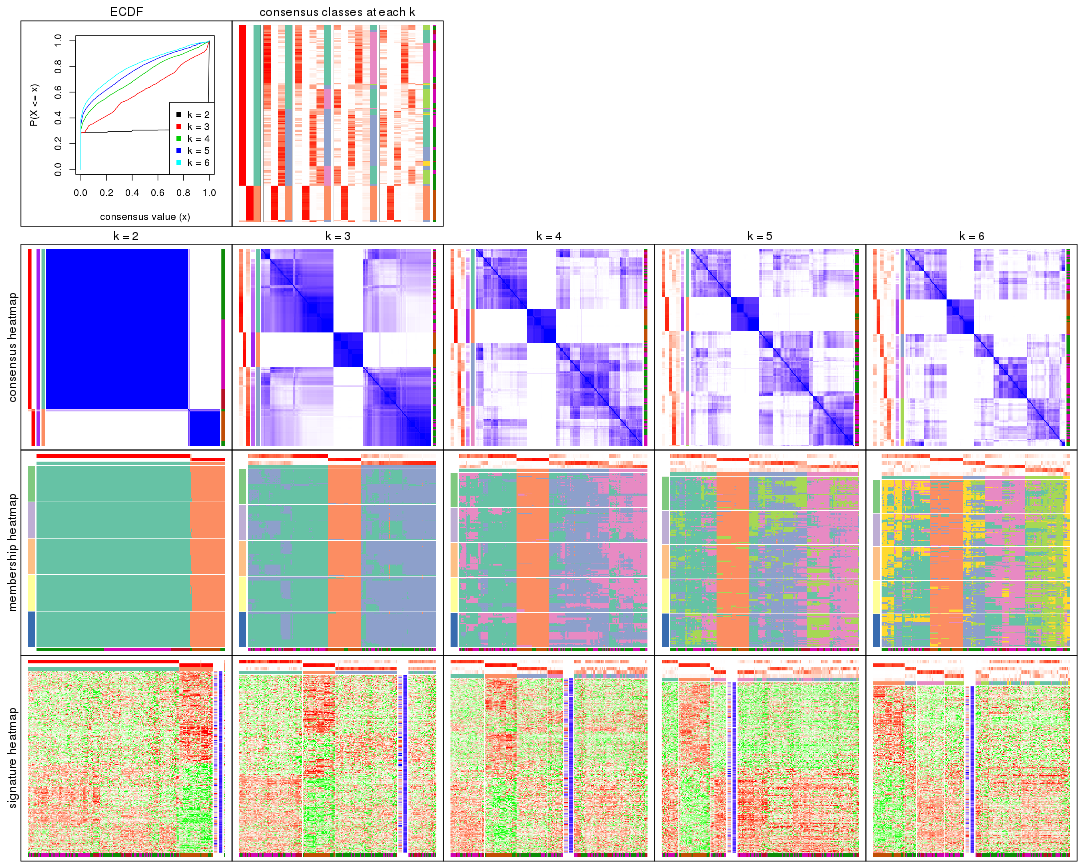 ECDF
consensus classes at each k
P(X <= x)
1.0
0.8
0.6
0.4
0.2
0.0
k = 2
k = 3
k = 4
k = 5
k = 6
0.0 0.2 0.4 0.6 0.8 1.0
consensus value (x)
k = 2
k = 3
k = 4
k = 5
k = 6
consensus heatmap
membership heatmap
signature heatmap